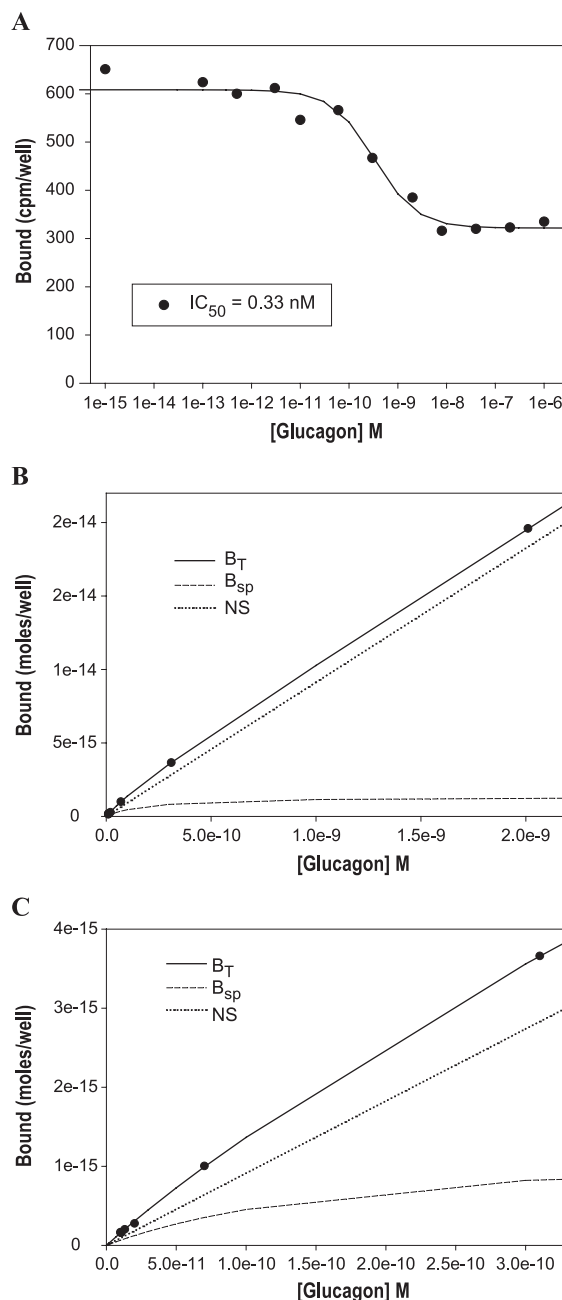 A
700
600
500
400
300
200
100
0
Bound (cpm/well)
IC50 = 0.33 nM
1e-15 1e-14 1e-13 1e-12 1e-11 1e-10 1e-9 1e-8 1e-7 1e-6
[Glucagon] M
B
2e-14
2e-14
1e-14
5e-15
0
Bound (moles/well)
BT
Bsp
NS
0.0 5.0e-10 1.0e-9 1.5e-9 2.0e-9
[Glucagon] M
C
4e-15
3e-15
2e-15
1e-15
0
Bound (moles/well)
BT
Bsp
NS
0.0 5.0e-11 1.0e-10 1.5e-10 2.0e-10 2.5e-10 3.0e-10
[Glucagon] M